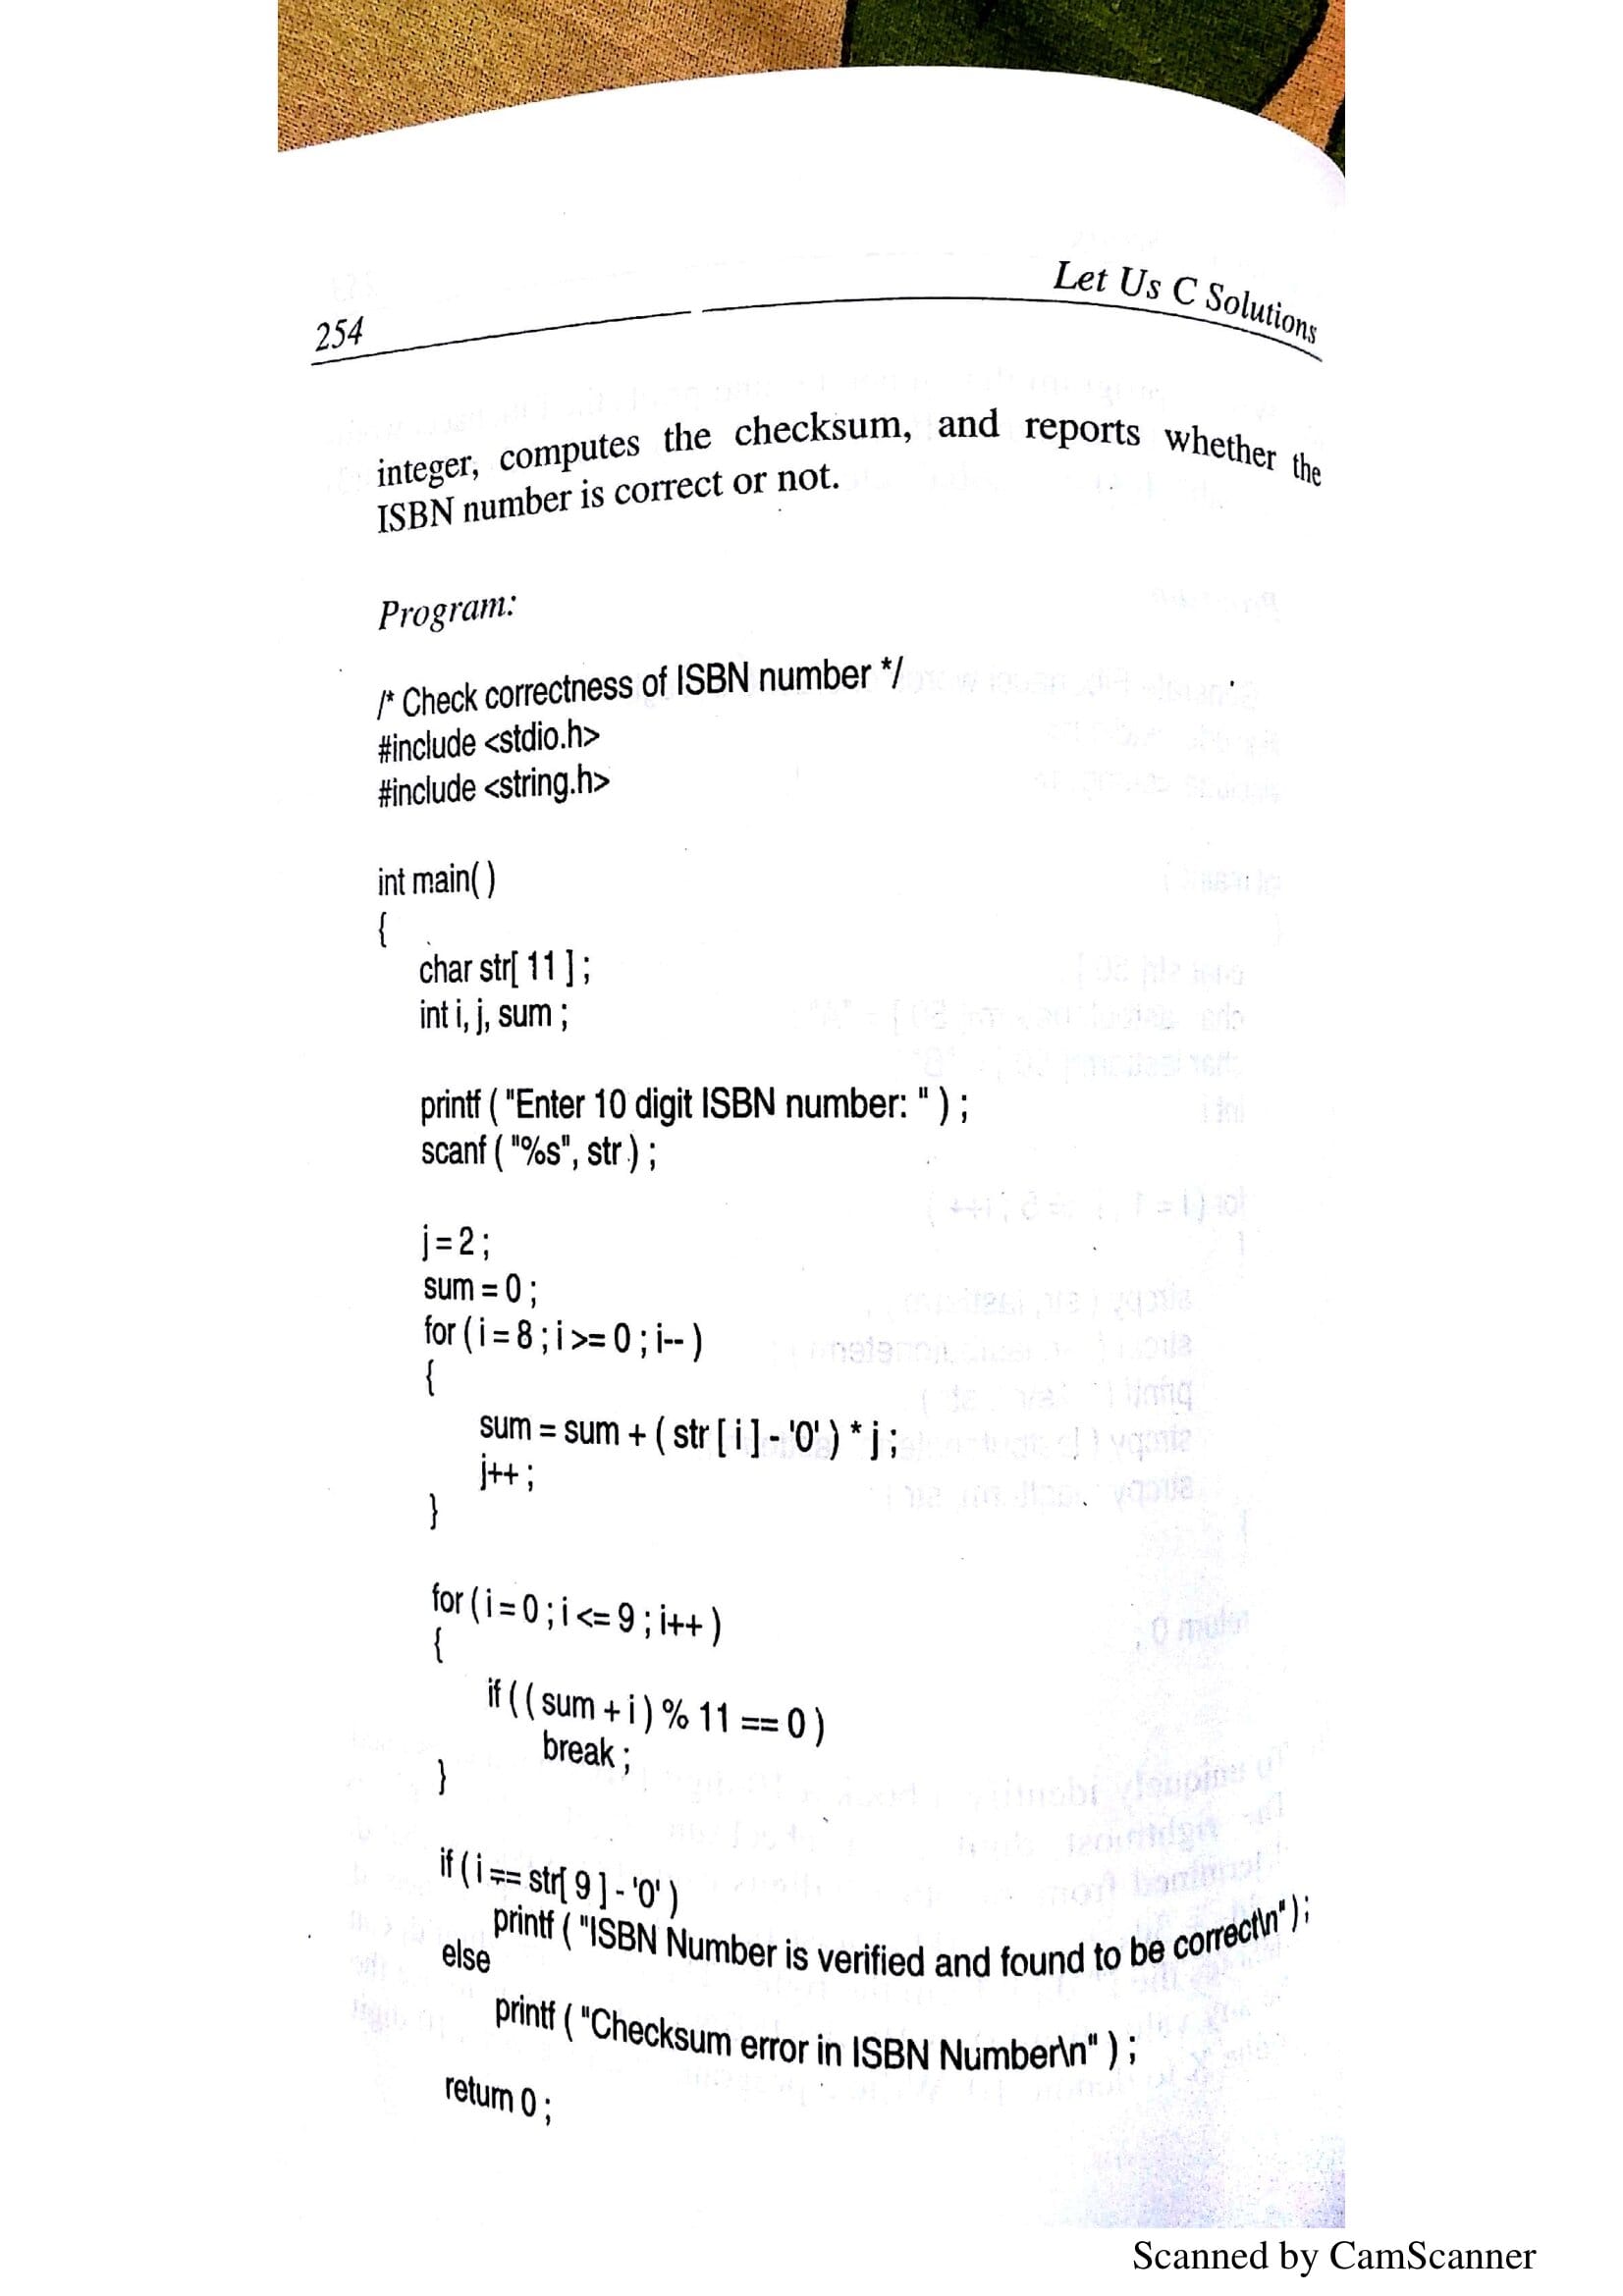 Let Us C Solutions
254
integer, computes the checksum, and reports whether the
ISBN number is correct or not.
Program:
/* Check correctness of ISBN number */
#include <stdio.h>
#include <string.h>
int main( )
{
char str[ 11 ] ;
int i, j, sum ;
printf ( "Enter 10 digit ISBN number: " ) ;
scanf ( "%s", str ) ;
j = 2 ;
sum = 0 ;
for ( i = 8 ; i >= 0 ; i-- )
{
sum = sum + ( str [ i ] - '0' ) * j ;
j++ ;
}
for ( i = 0 ; i <= 9 ; i++ )
{
if ( ( sum + i ) % 11 == 0 )
break ;
}
if ( i == str[ 9 ] - '0' )
printf ( "ISBN Number is verified and found to be correct\n" ) ;
else
printf ( "Checksum error in ISBN Number\n" ) ;
return 0 ;
Scanned by CamScanner